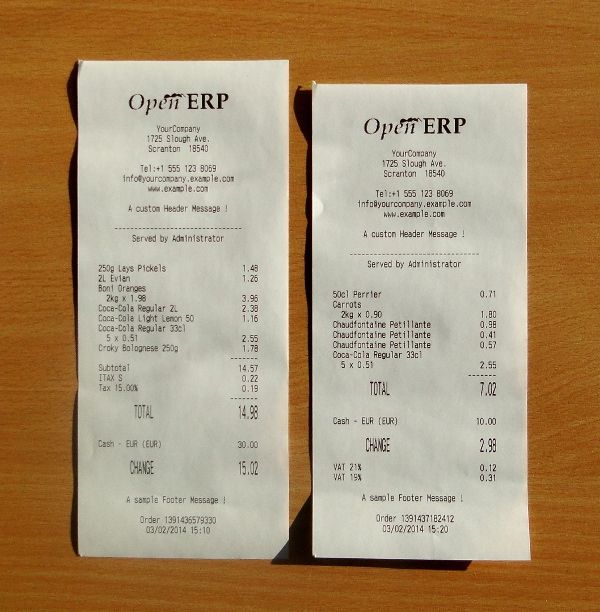 Open ERP
YourCompany
1725 Slough Ave.
Scranton 18540
Tel:+1 555 123 8069
info@yourcompany.example.com
www.example.com
A custom Header Message !
--------------------------------
Served by Administrator
250g Lays Pickels 1.48
2L Evian 1.26
Boni Oranges
2kg x 1.98 3.96
Coca-Cola Regular 2L 2.38
Coca-Cola Light Lemon 50 1.16
Coca-Cola Regular 33cl
5 x 0.51 2.55
Croky Bolognese 250g 1.78
--------
Subtotal 14.57
ITAX S 0.22
Tax 15.00% 0.19
--------
TOTAL 14.98
Cash - EUR (EUR) 30.00
CHANGE 15.02
A sample Footer Message !
Order 1391436579330
03/02/2014 15:10
Open ERP
YourCompany
1725 Slough Ave.
Scranton 18540
Tel:+1 555 123 8069
info@yourcompany.example.com
www.example.com
A custom Header Message !
--------------------------------
Served by Administrator
50cl Perrier 0.71
Carrots
2kg x 0.90 1.80
Chaudfontaine Petillante 0.98
Chaudfontaine Petillante 0.41
Chaudfontaine Petillante 0.57
Coca-Cola Regular 33cl
5 x 0.51 2.55
--------
TOTAL 7.02
Cash - EUR (EUR) 10.00
CHANGE 2.98
VAT 21% 0.12
VAT 19% 0.31
A sample Footer Message !
Order 1391437182412
03/02/2014 15:20